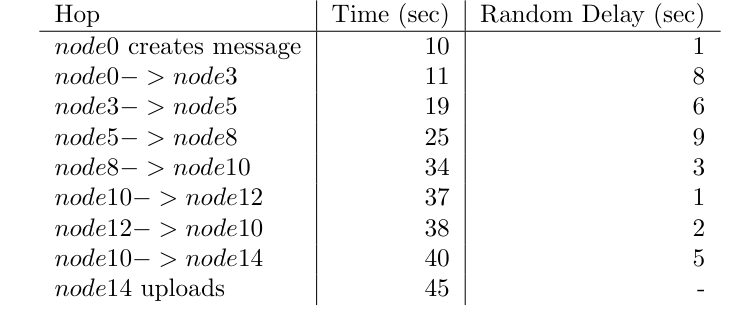 Hop Time (sec) Random Delay (sec)
node0 creates message 10 1
node0− > node3 11 8
node3− > node5 19 6
node5− > node8 25 9
node8− > node10 34 3
node10− > node12 37 1
node12− > node10 38 2
node10− > node14 40 5
node14 uploads 45 -